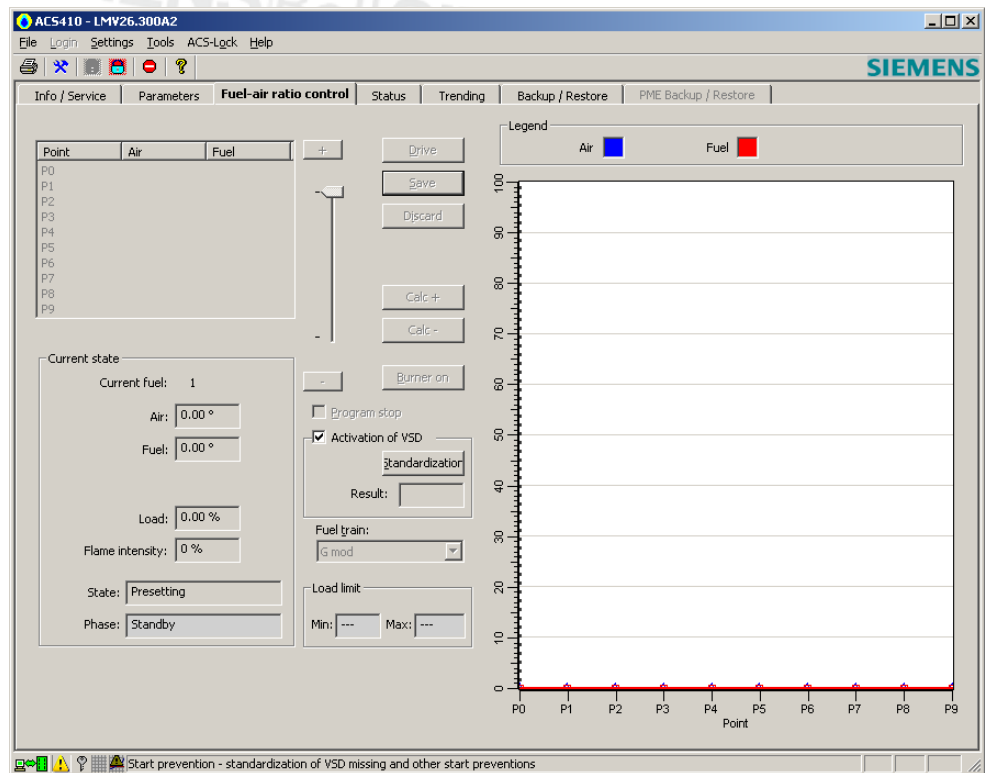 ACS410 - LMV26.300A2
File Login Settings Tools ACS-Lock Help
SIEMENS
Info / Service Parameters Fuel-air ratio control Status Trending Backup / Restore PME Backup / Restore
Point Air Fuel
P0
P1
P2
P3
P4
P5
P6
P7
P8
P9
+
-
-
-
Drive
Save
Discard
Calc +
Calc -
Burner on
Program stop
Activation of VSD
Standardization
Result:
Fuel train:
G mod
Load limit
Min: --- Max: ---
Current state
Current fuel: 1
Air: 0.00 °
Fuel: 0.00 °
Load: 0.00 %
Flame intensity: 0 %
State: Presetting
Phase: Standby
Legend
Air Fuel
100
90
80
70
60
50
40
30
20
10
0
P0 P1 P2 P3 P4 P5 P6 P7 P8 P9
Point
Start prevention - standardization of VSD missing and other start preventions